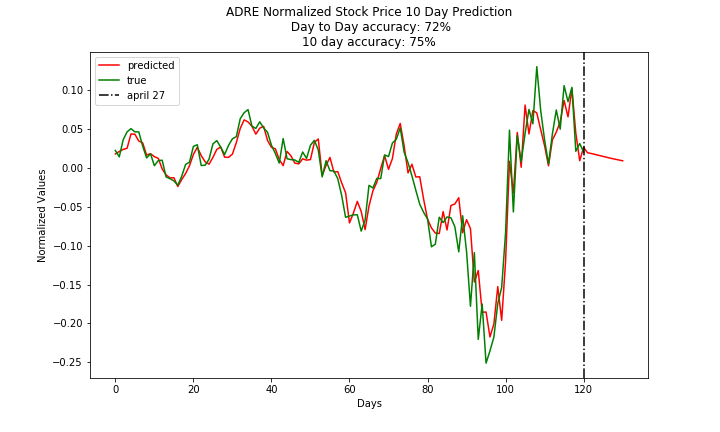 ADRE Normalized Stock Price 10 Day Prediction
Day to Day accuracy: 72%
10 day accuracy: 75%
predicted
true
april 27
0.10
0.05
0.00
−0.05
−0.10
−0.15
−0.20
−0.25
Normalized Values
0 20 40 60 80 100 120
Days